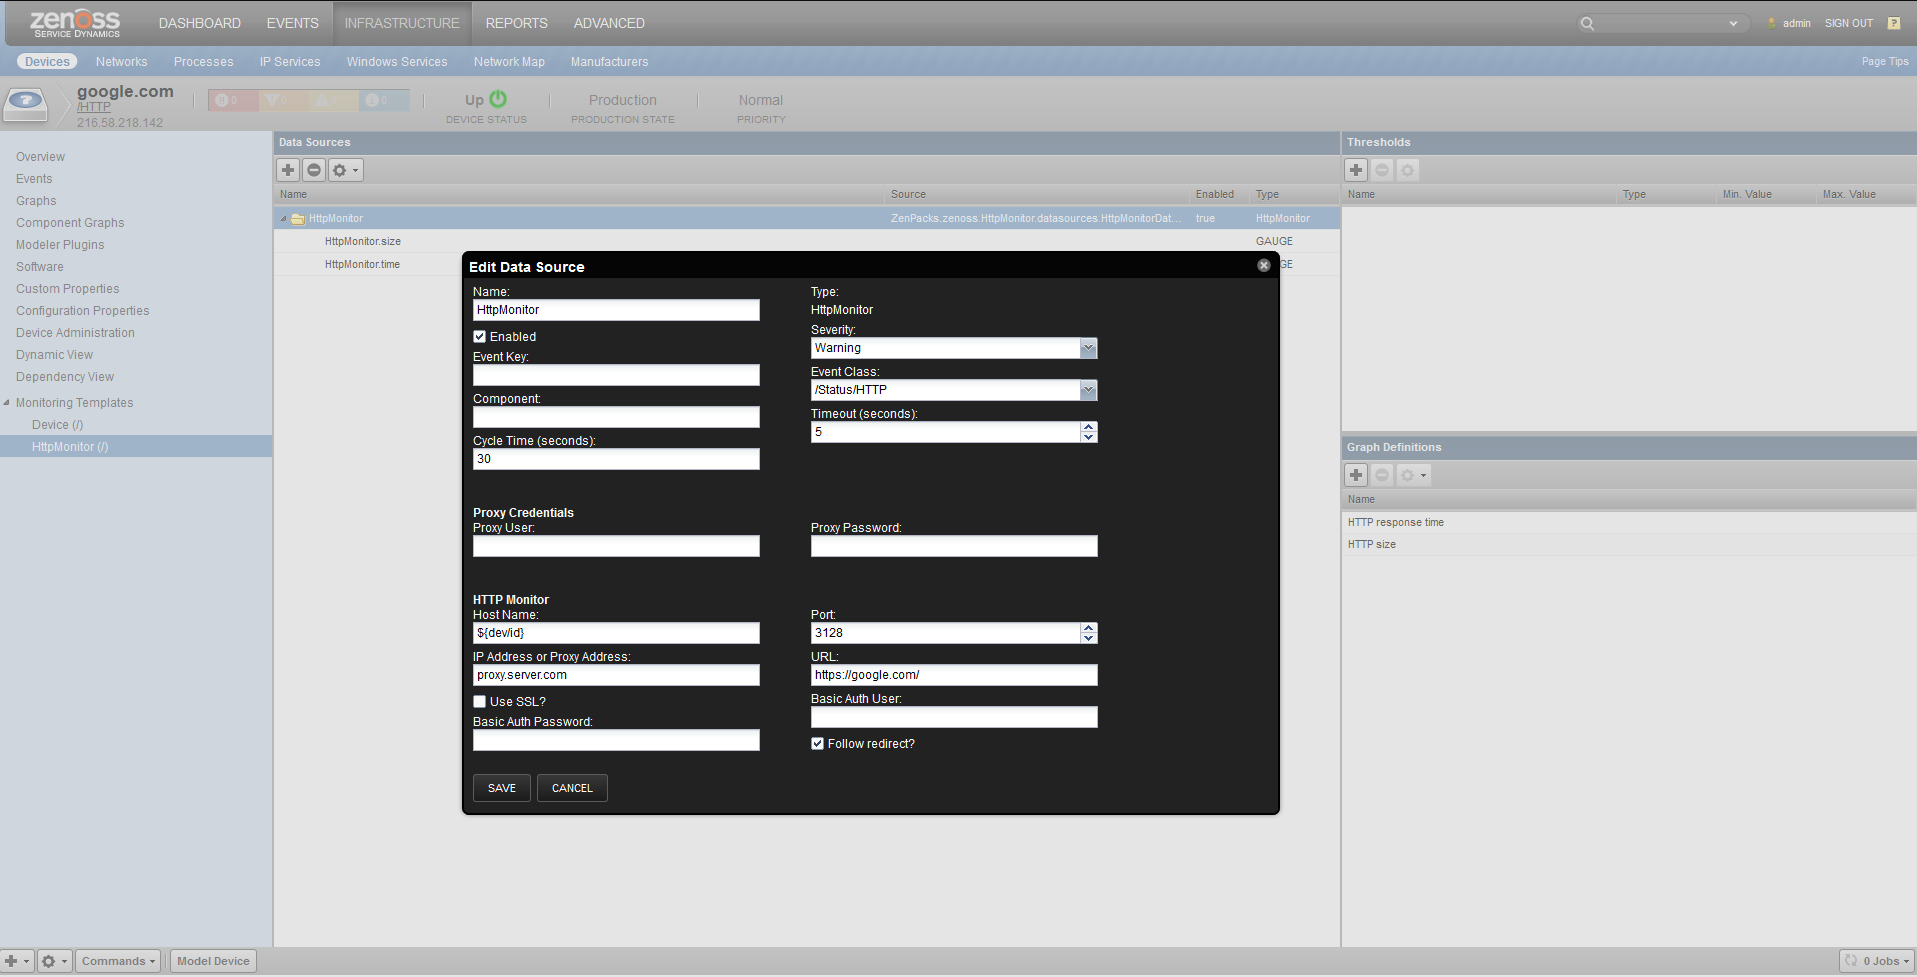 zenoss
SERVICE DYNAMICS
DASHBOARD EVENTS INFRASTRUCTURE REPORTS ADVANCED
admin SIGN OUT ?
Devices Networks Processes IP Services Windows Services Network Map Manufacturers Page Tips
google.com
/HTTP
216.58.218.142
0 0 0 0
Up
DEVICE STATUS
Production
PRODUCTION STATE
Normal
PRIORITY
Overview
Events
Graphs
Component Graphs
Modeler Plugins
Software
Custom Properties
Configuration Properties
Device Administration
Dynamic View
Dependency View
Monitoring Templates
Device (/)
HttpMonitor (/)
Data Sources
Name Source Enabled Type
HttpMonitor ZenPacks.zenoss.HttpMonitor.datasources.HttpMonitorDat... true HttpMonitor
HttpMonitor.size GAUGE
HttpMonitor.time GE
Edit Data Source
Name:
HttpMonitor
Enabled
Event Key:
Component:
Cycle Time (seconds):
30
Type:
HttpMonitor
Severity:
Warning
Event Class:
/Status/HTTP
Timeout (seconds):
5
Proxy Credentials
Proxy User:
Proxy Password:
HTTP Monitor
Host Name:
${dev/id}
Port:
3128
IP Address or Proxy Address:
proxy.server.com
URL:
https://google.com/
Use SSL?
Basic Auth User:
Basic Auth Password:
Follow redirect?
SAVE CANCEL
Thresholds
Name Type Min. Value Max. Value
Graph Definitions
Name
HTTP response time
HTTP size
Commands Model Device 0 Jobs